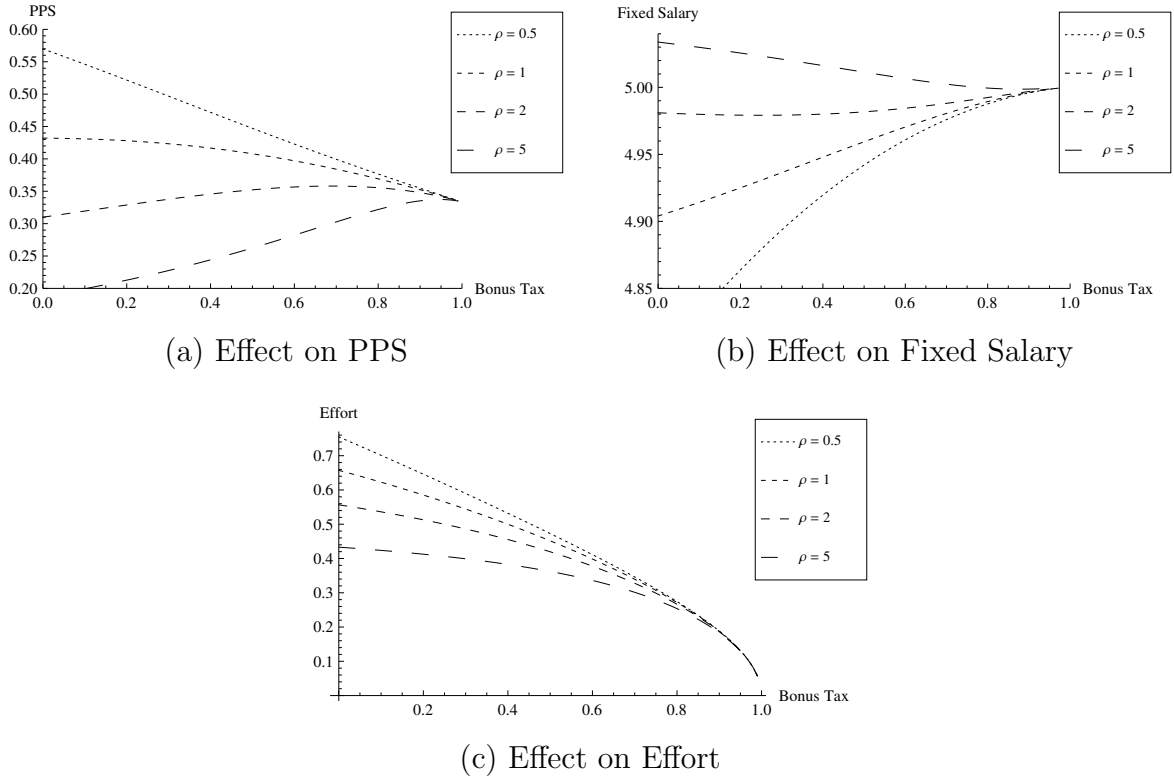 PPS
0.60
0.55
0.50
0.45
0.40
0.35
0.30
0.25
0.20
0.0 0.2 0.4 0.6 0.8 1.0
Bonus Tax
ρ = 0.5
ρ = 1
ρ = 2
ρ = 5
(a) Effect on PPS
Fixed Salary
5.00
4.95
4.90
4.85
0.0 0.2 0.4 0.6 0.8 1.0
Bonus Tax
ρ = 0.5
ρ = 1
ρ = 2
ρ = 5
(b) Effect on Fixed Salary
Effort
0.7
0.6
0.5
0.4
0.3
0.2
0.1
0.2 0.4 0.6 0.8 1.0
Bonus Tax
ρ = 0.5
ρ = 1
ρ = 2
ρ = 5
(c) Effect on Effort